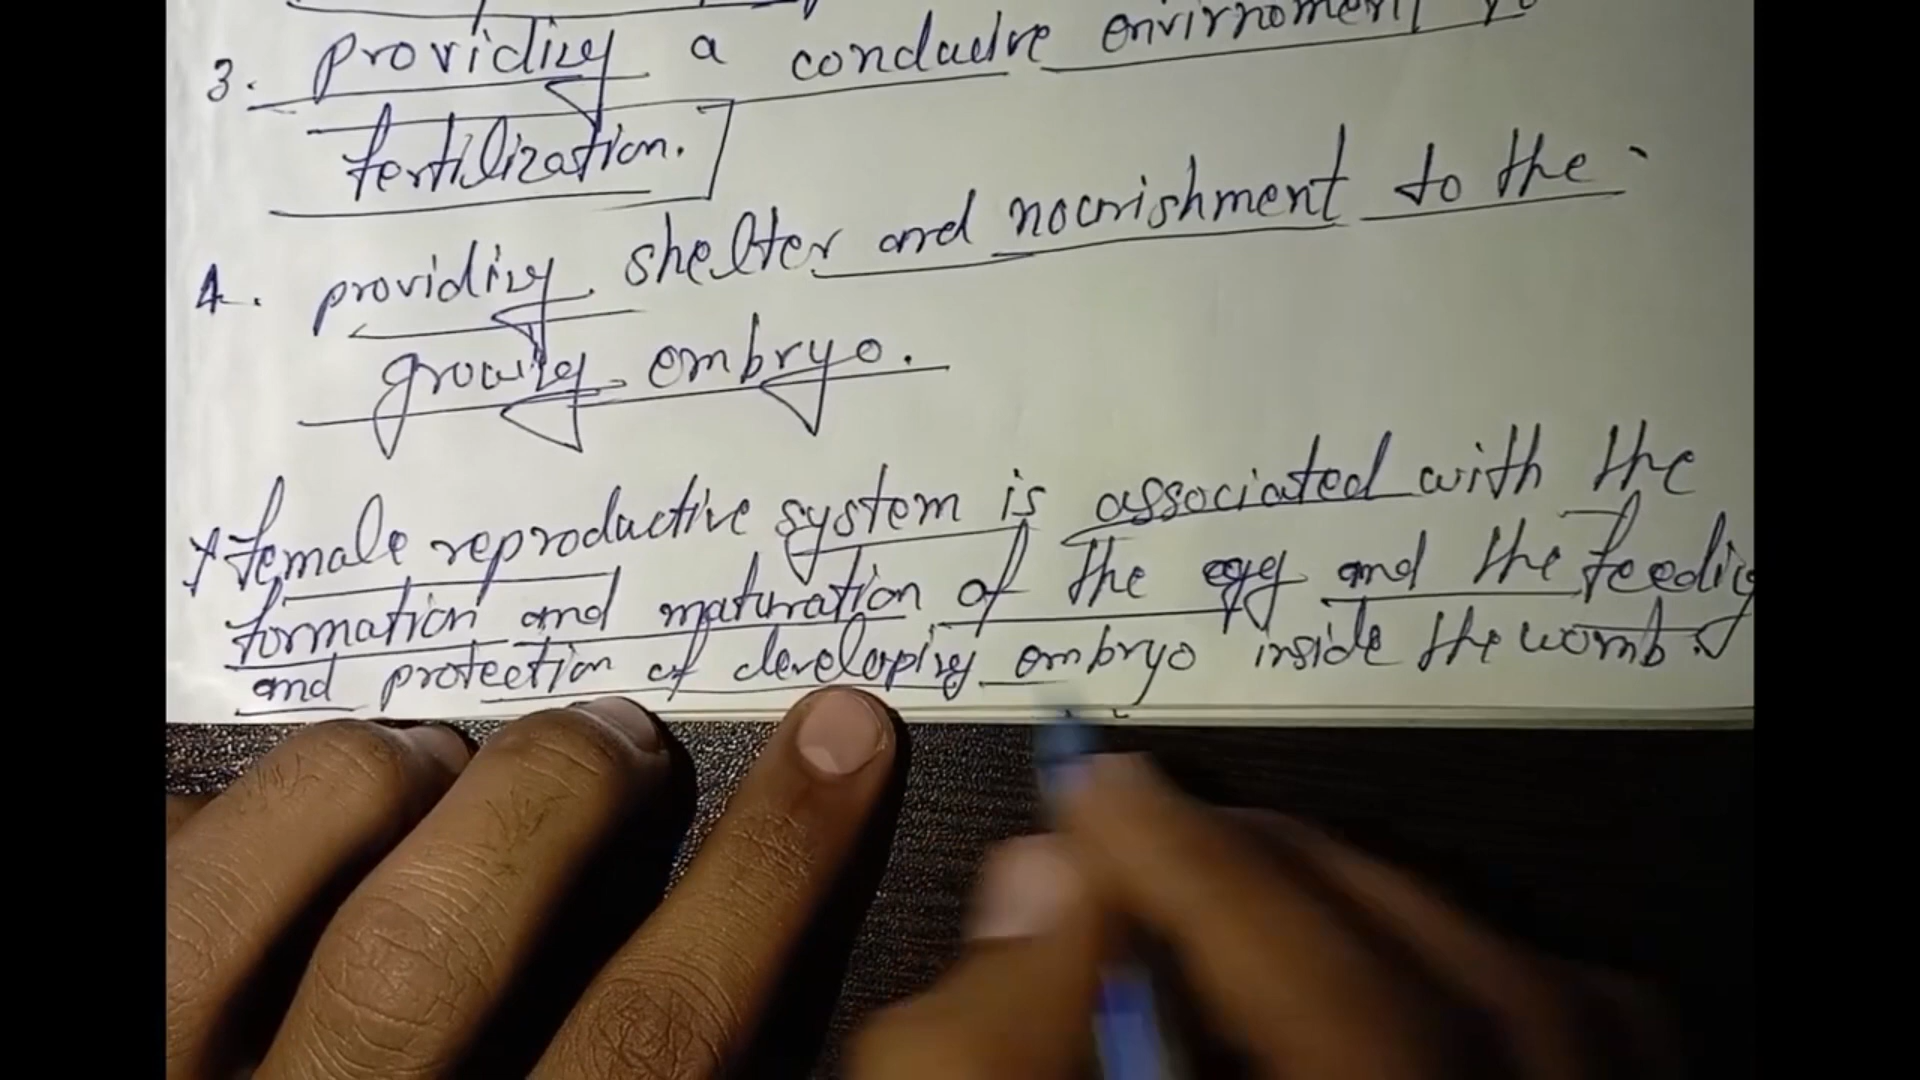 3. providing a conducive envirnoment
fertilization.
4. providing shelter and nourishment to the
growing embryo.
* Female reproductive system is associated with the
formation and maturation of the egg and the feeding
and protection of developing embryo inside the womb.